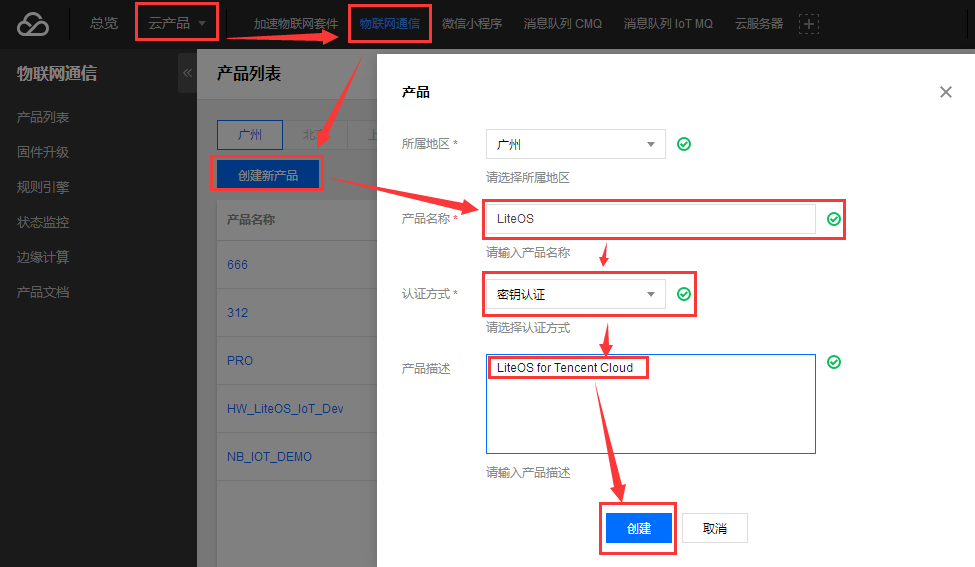 总览
云产品
加速物联网套件
物联网通信
微信小程序
消息队列 CMQ
消息队列 IoT MQ
云服务器
物联网通信
产品列表
固件升级
规则引擎
状态监控
边缘计算
产品文档
产品列表
广州
北
上
创建新产品
产品名称
666
312
PRO
HW_LiteOS_IoT_Dev
NB_IOT_DEMO
产品
所属地区 *
广州
请选择所属地区
产品名称 *
LiteOS
请输入产品名称
认证方式 *
密钥认证
请选择认证方式
产品描述
LiteOS for Tencent Cloud
请输入产品描述
创建
取消